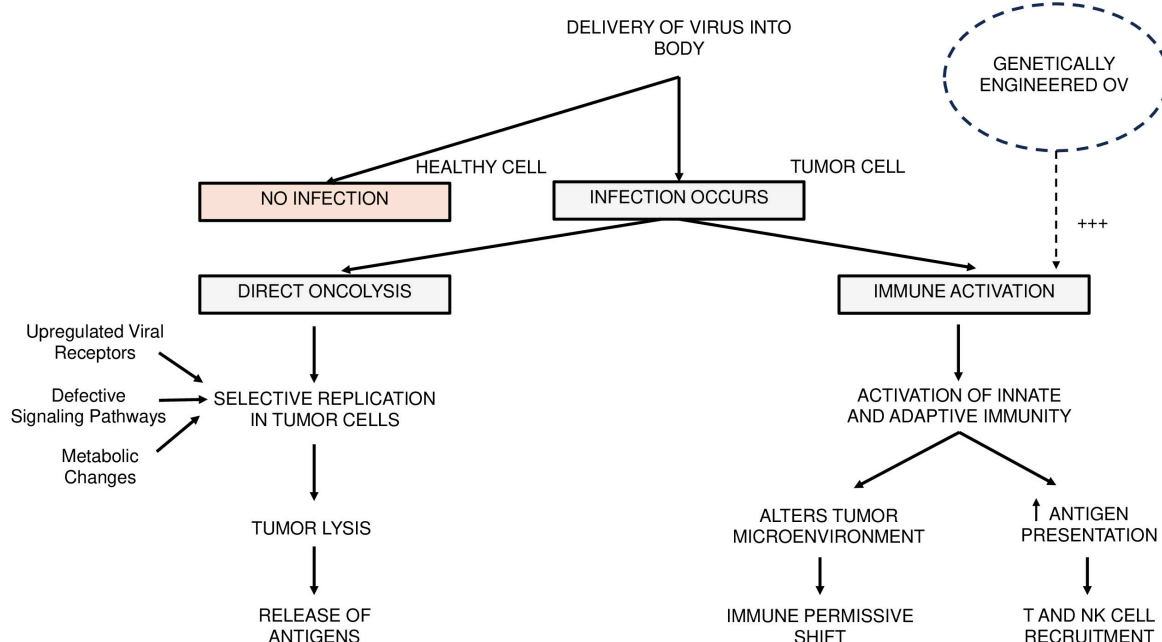 DELIVERY OF VIRUS INTO
BODY
GENETICALLY
ENGINEERED OV
HEALTHY CELL
TUMOR CELL
NO INFECTION
INFECTION OCCURS
+++
DIRECT ONCOLYSIS
IMMUNE ACTIVATION
Upregulated Viral
Receptors
Defective
Signaling Pathways
Metabolic
Changes
SELECTIVE REPLICATION
IN TUMOR CELLS
ACTIVATION OF INNATE
AND ADAPTIVE IMMUNITY
TUMOR LYSIS
ALTERS TUMOR
MICROENVIRONMENT
↑ ANTIGEN
PRESENTATION
RELEASE OF
ANTIGENS
IMMUNE PERMISSIVE
SHIFT
T AND NK CELL
RECRUITMENT